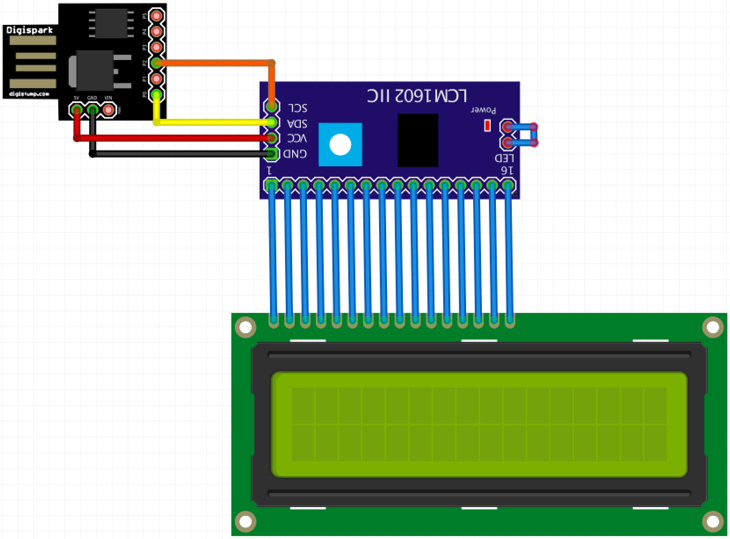 Digispark
digistump.com
P5
P4
P3
P2
P1
P0
5V
GND
VIN
LCM1602 IIC
SCL
SDA
VCC
GND
Power
LED
1
16